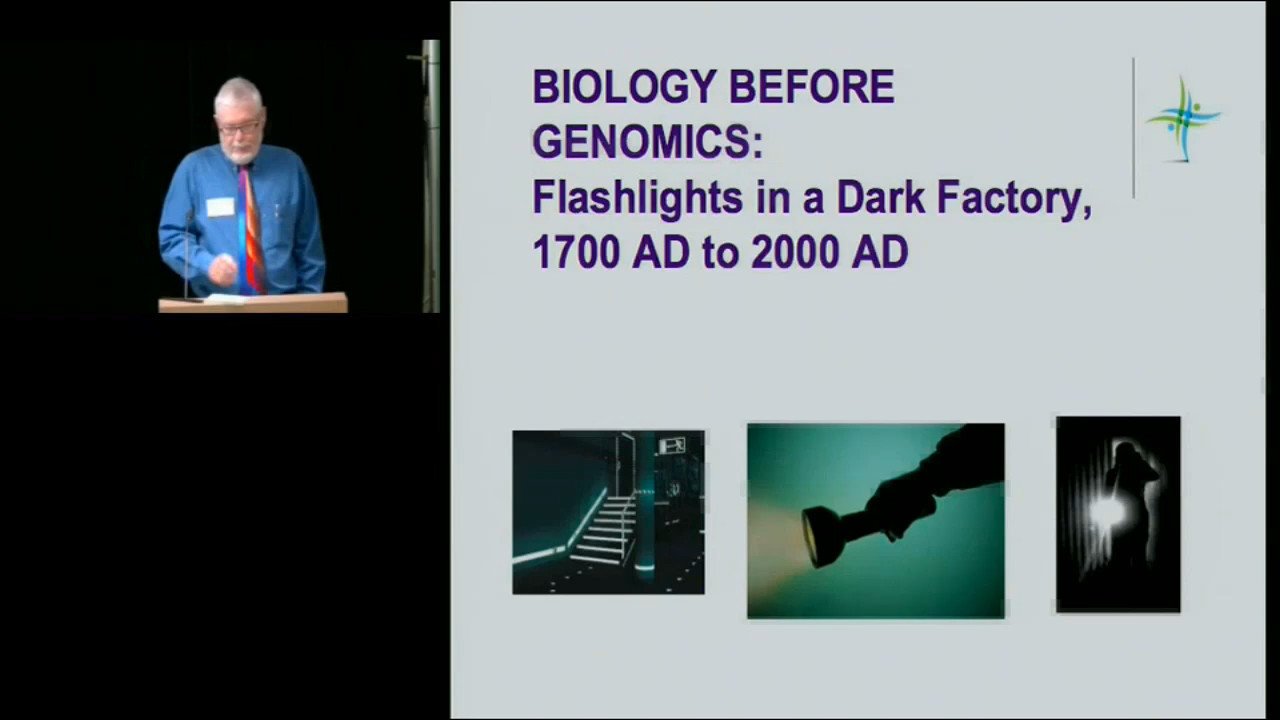 BIOLOGY BEFORE
GENOMICS:
Flashlights in a Dark Factory,
1700 AD to 2000 AD